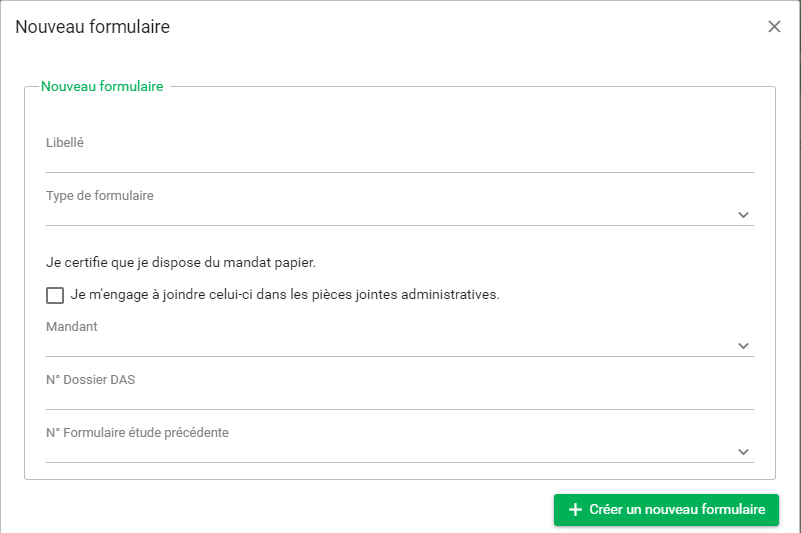 Nouveau formulaire
Nouveau formulaire
Libellé
Type de formulaire
Je certifie que je dispose du mandat papier.
Je m'engage à joindre celui-ci dans les pièces jointes administratives.
Mandant
N° Dossier DAS
N° Formulaire étude précédente
Créer un nouveau formulaire